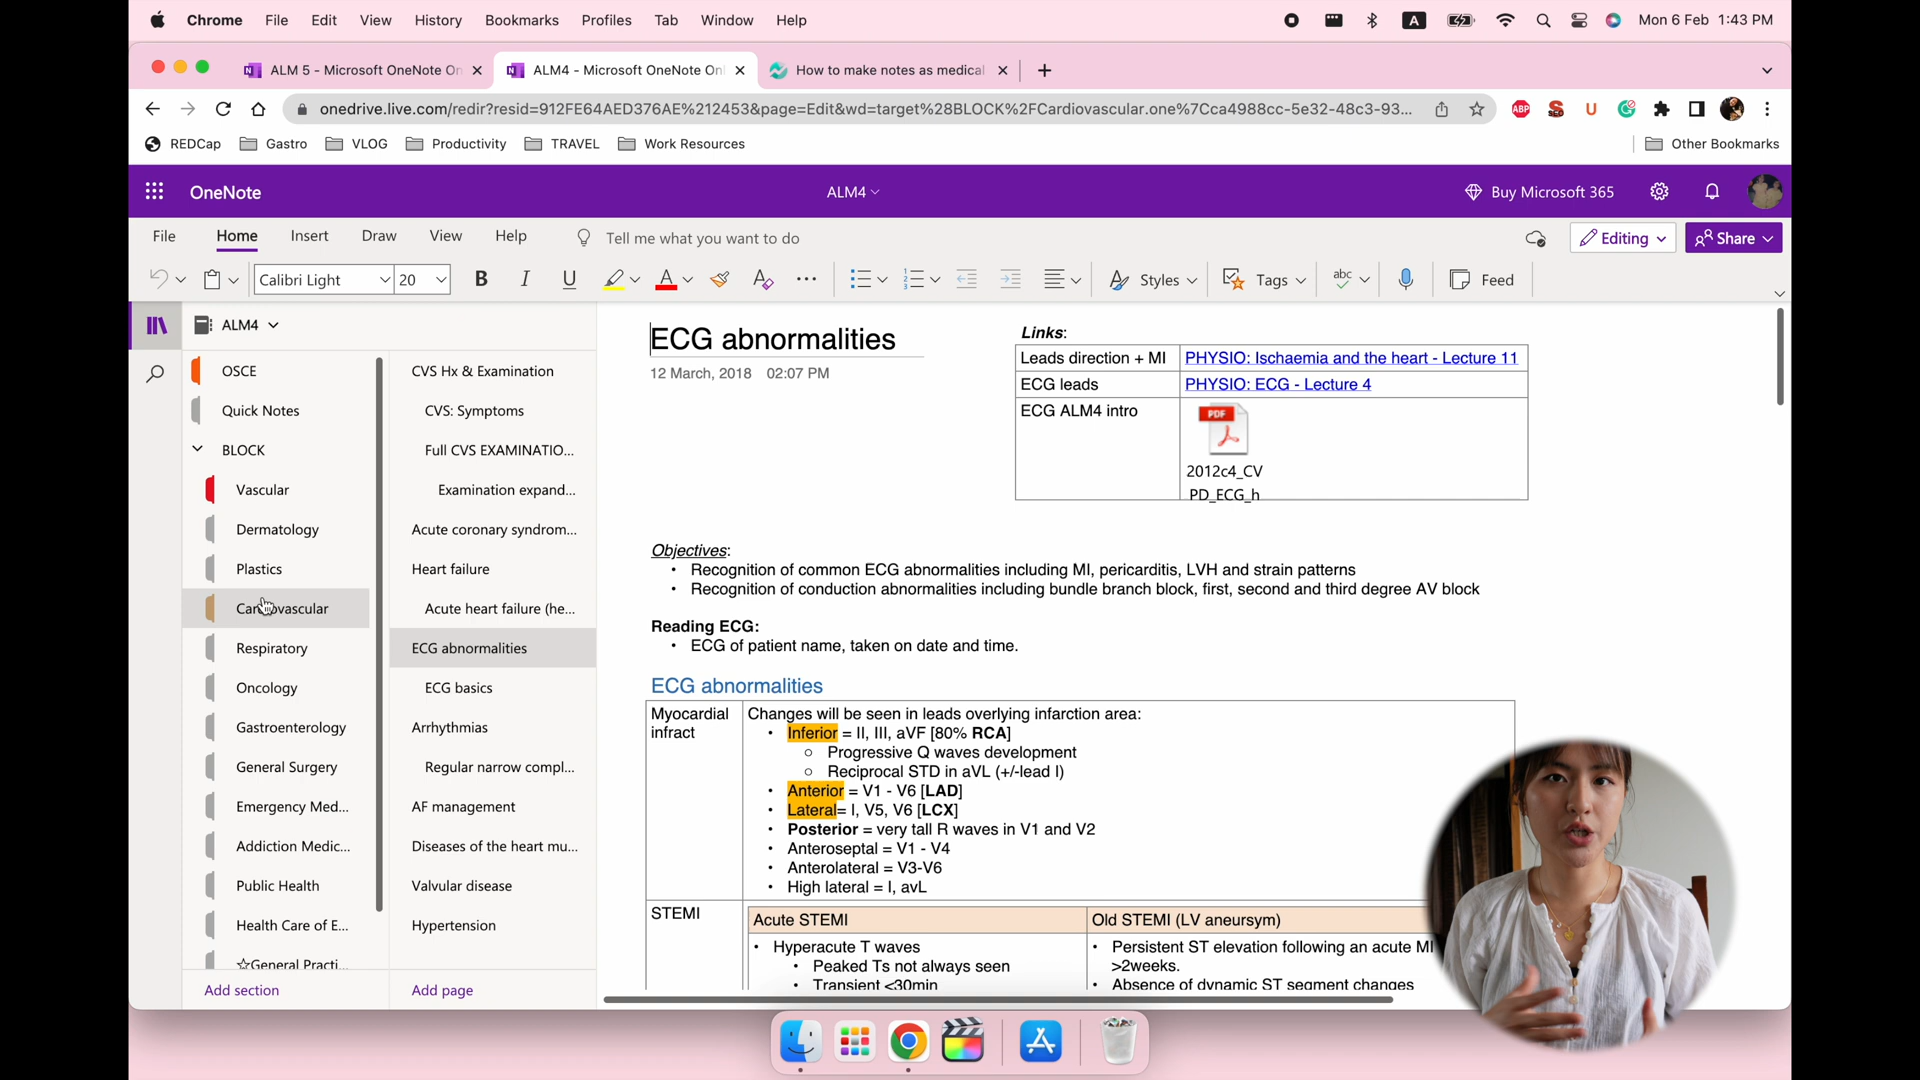 Chrome File Edit View History Bookmarks Profiles Tab Window Help A Mon 6 Feb 1:43 PM
ALM 5 - Microsoft OneNote On ALM4 - Microsoft OneNote Onl How to make notes as medical
onedrive.live.com/redir?resid=912FE64AED376AE%212453&page=Edit&wd=target%28BLOCK%2FCardiovascular.one%7Cca4988cc-5e32-48c3-93... ABP SEO U
REDCap Gastro VLOG Productivity TRAVEL Work Resources Other Bookmarks
OneNote ALM4 Buy Microsoft 365
File Home Insert Draw View Help Tell me what you want to do Editing Share
Calibri Light 20 B I U A A Styles Tags abc Feed
ALM4
OSCE
Quick Notes
BLOCK
Vascular
Dermatology
Plastics
Cardiovascular
Respiratory
Oncology
Gastroenterology
General Surgery
Emergency Med...
Addiction Medic...
Public Health
Health Care of E...
☆General Practi...
Add section
CVS Hx & Examination
CVS: Symptoms
Full CVS EXAMINATIO...
Examination expand...
Acute coronary syndrom...
Heart failure
Acute heart failure (he...
ECG abnormalities
ECG basics
Arrhythmias
Regular narrow compl...
AF management
Diseases of the heart mu...
Valvular disease
Hypertension
Add page
ECG abnormalities
12 March, 2018 02:07 PM
Links:
Leads direction + MI PHYSIO: Ischaemia and the heart - Lecture 11
ECG leads PHYSIO: ECG - Lecture 4
ECG ALM4 intro
PDF
2012c4_CV
PD_ECG_h
Objectives:
• Recognition of common ECG abnormalities including MI, pericarditis, LVH and strain patterns
• Recognition of conduction abnormalities including bundle branch block, first, second and third degree AV block
Reading ECG:
• ECG of patient name, taken on date and time.
ECG abnormalities
Myocardial infract
Changes will be seen in leads overlying infarction area:
• Inferior = II, III, aVF [80% RCA]
○ Progressive Q waves development
○ Reciprocal STD in aVL (+/-lead I)
• Anterior = V1 - V6 [LAD]
• Lateral= I, V5, V6 [LCX]
• Posterior = very tall R waves in V1 and V2
• Anteroseptal = V1 - V4
• Anterolateral = V3-V6
• High lateral = I, avL
STEMI
Acute STEMI
• Hyperacute T waves
• Peaked Ts not always seen
• Transient <30min
Old STEMI (LV aneursym)
• Persistent ST elevation following an acute MI
>2weeks.
• Absence of dynamic ST segment changes